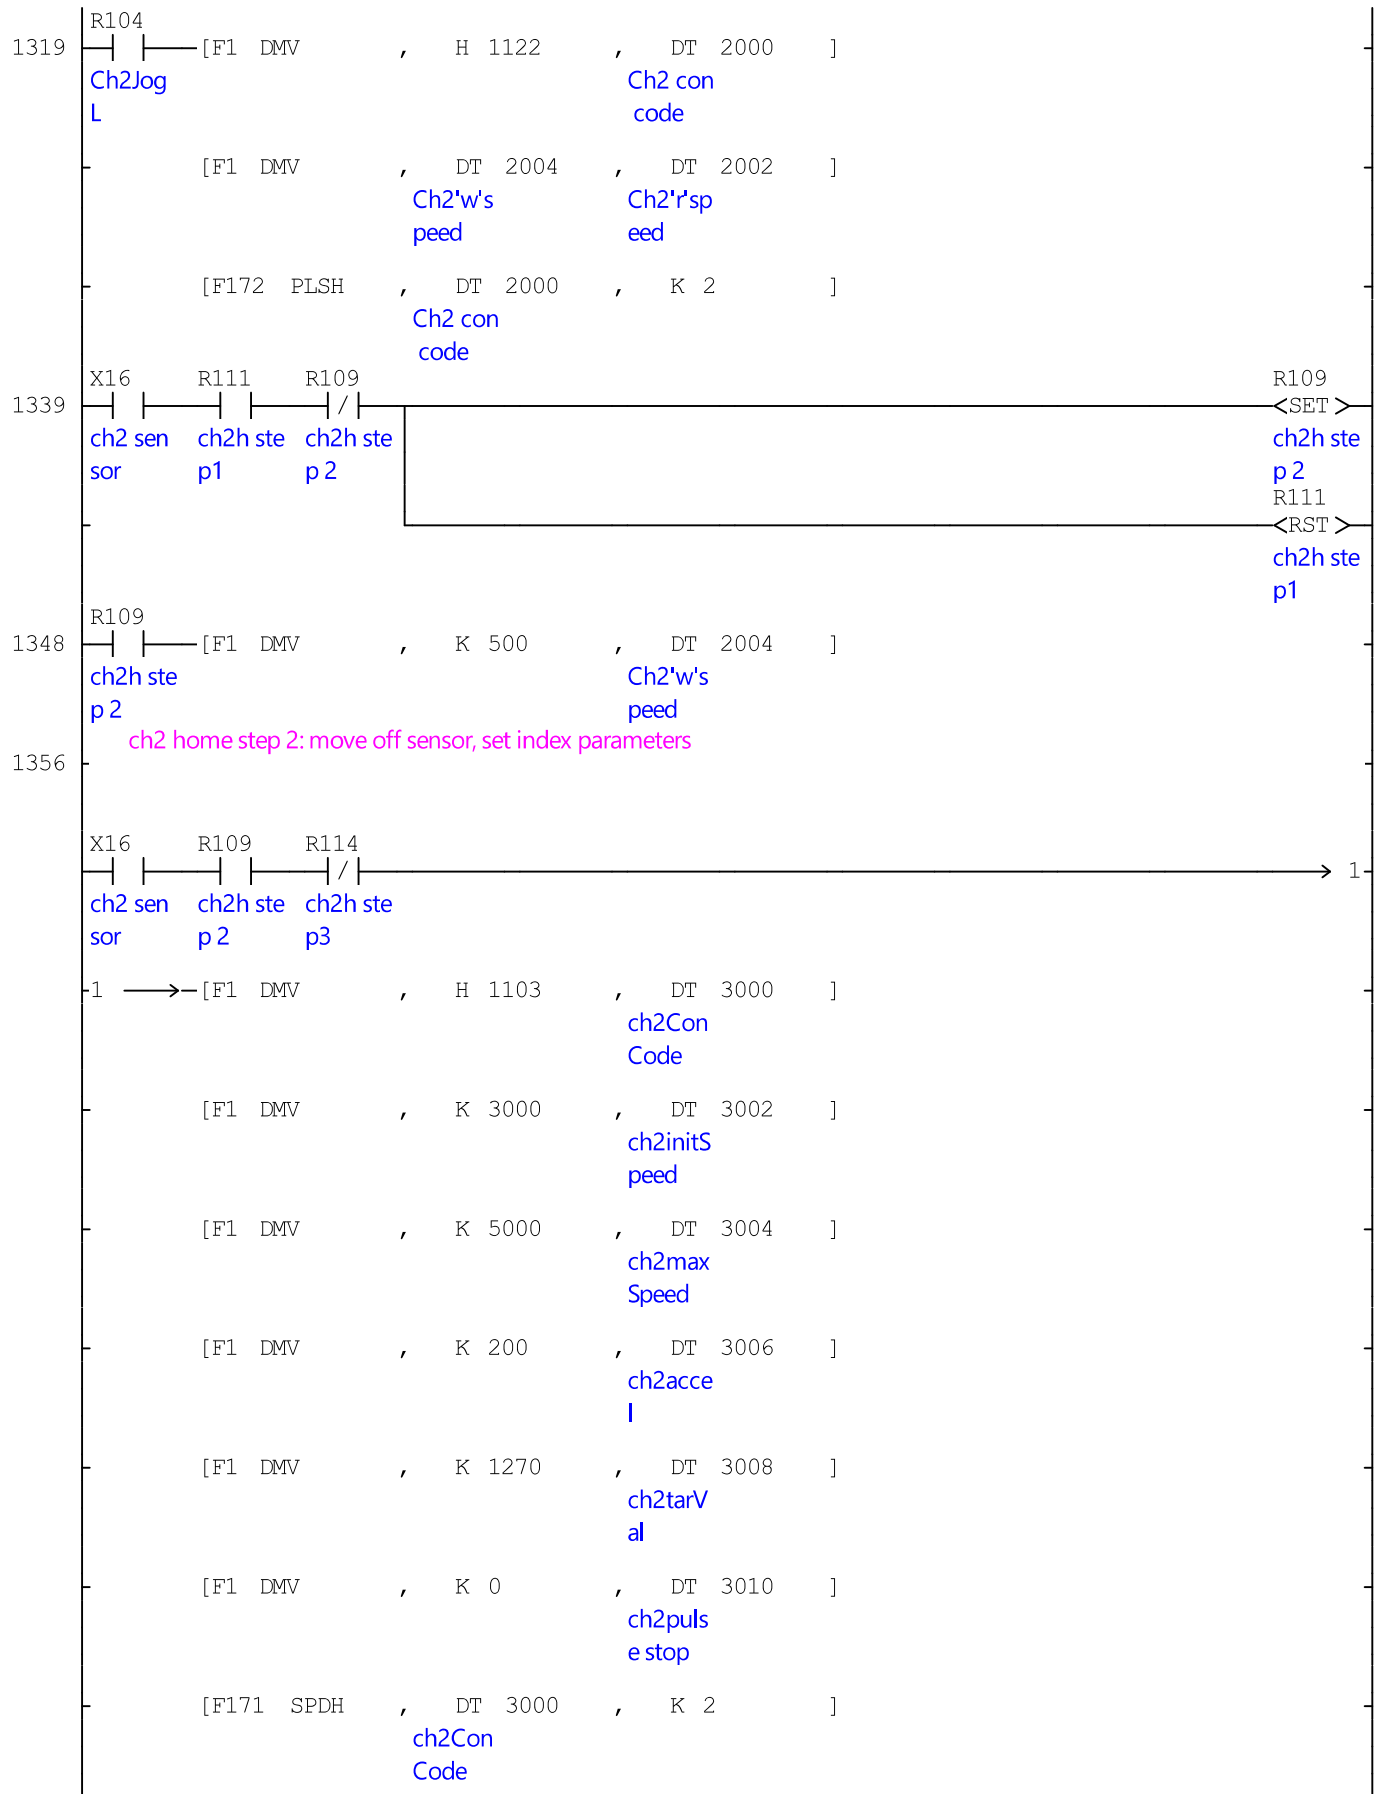 R104
1319 [F1 DMV , H 1122 , DT 2000 ]
Ch2Jog Ch2 con
L code
[F1 DMV , DT 2004 , DT 2002 ]
Ch2'w's Ch2'r'sp
peed eed
[F172 PLSH , DT 2000 , K 2 ]
Ch2 con
code
X16 R111 R109 R109
1339 / <SET>
ch2 sen ch2h ste ch2h ste ch2h ste
sor p1 p 2 p 2
R111
<RST>
ch2h ste
p1
R109
1348 [F1 DMV , K 500 , DT 2004 ]
ch2h ste Ch2'w's
p 2 peed
ch2 home step 2: move off sensor, set index parameters
1356
X16 R109 R114
/ 1
ch2 sen ch2h ste ch2h ste
sor p 2 p3
1 [F1 DMV , H 1103 , DT 3000 ]
ch2Con
Code
[F1 DMV , K 3000 , DT 3002 ]
ch2initS
peed
[F1 DMV , K 5000 , DT 3004 ]
ch2max
Speed
[F1 DMV , K 200 , DT 3006 ]
ch2acce
l
[F1 DMV , K 1270 , DT 3008 ]
ch2tarV
al
[F1 DMV , K 0 , DT 3010 ]
ch2puls
e stop
[F171 SPDH , DT 3000 , K 2 ]
ch2Con
Code